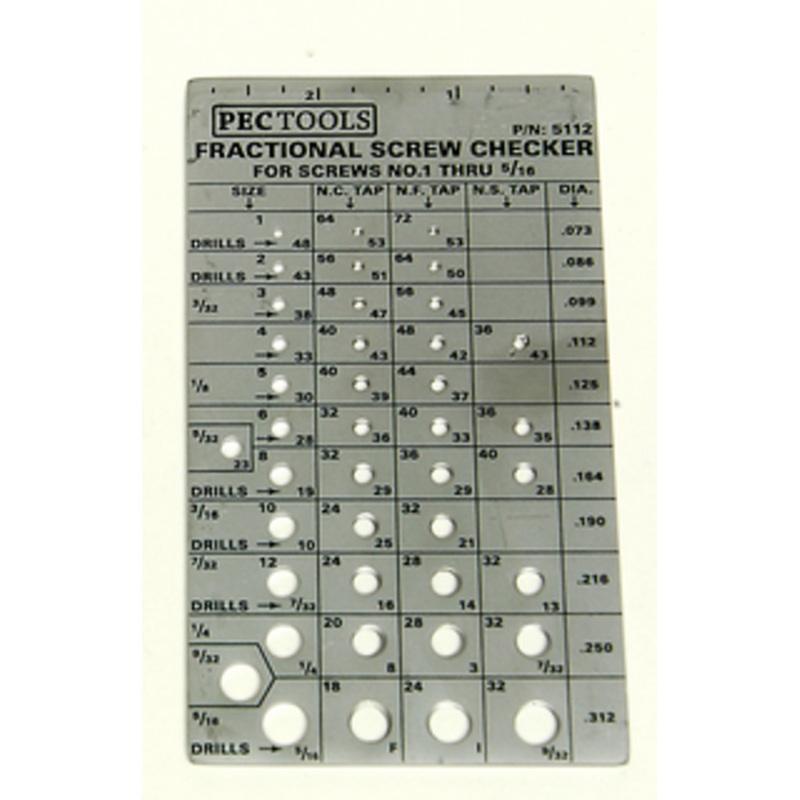 2 1
PEC TOOLS
P/N: 5112
FRACTIONAL SCREW CHECKER
FOR SCREWS NO.1 THRU 5/16
SIZE N.C. TAP N.F. TAP N.S. TAP DIA.
1 64 72 .073
DRILLS → 48 53 53
2 56 64 .086
DRILLS → 43 51 50
3/32 3 48 56 .099
→ 38 47 45
4 40 48 36 .112
→ 33 43 42 43
1/8 5 40 44 .125
→ 30 39 37
6 32 40 36 .138
5/32 → 28 36 33 35
23
8 32 36 40 .164
DRILLS → 19 29 29 28
3/16 10 24 32 .190
DRILLS → 10 25 21
7/32 12 24 28 32 .216
DRILLS → 7/32 16 14 13
1/4 20 28 32 .250
9/32 1/4 8 3 7/32
18 24 32
5/16 .312
DRILLS → 5/16 F I 9/32